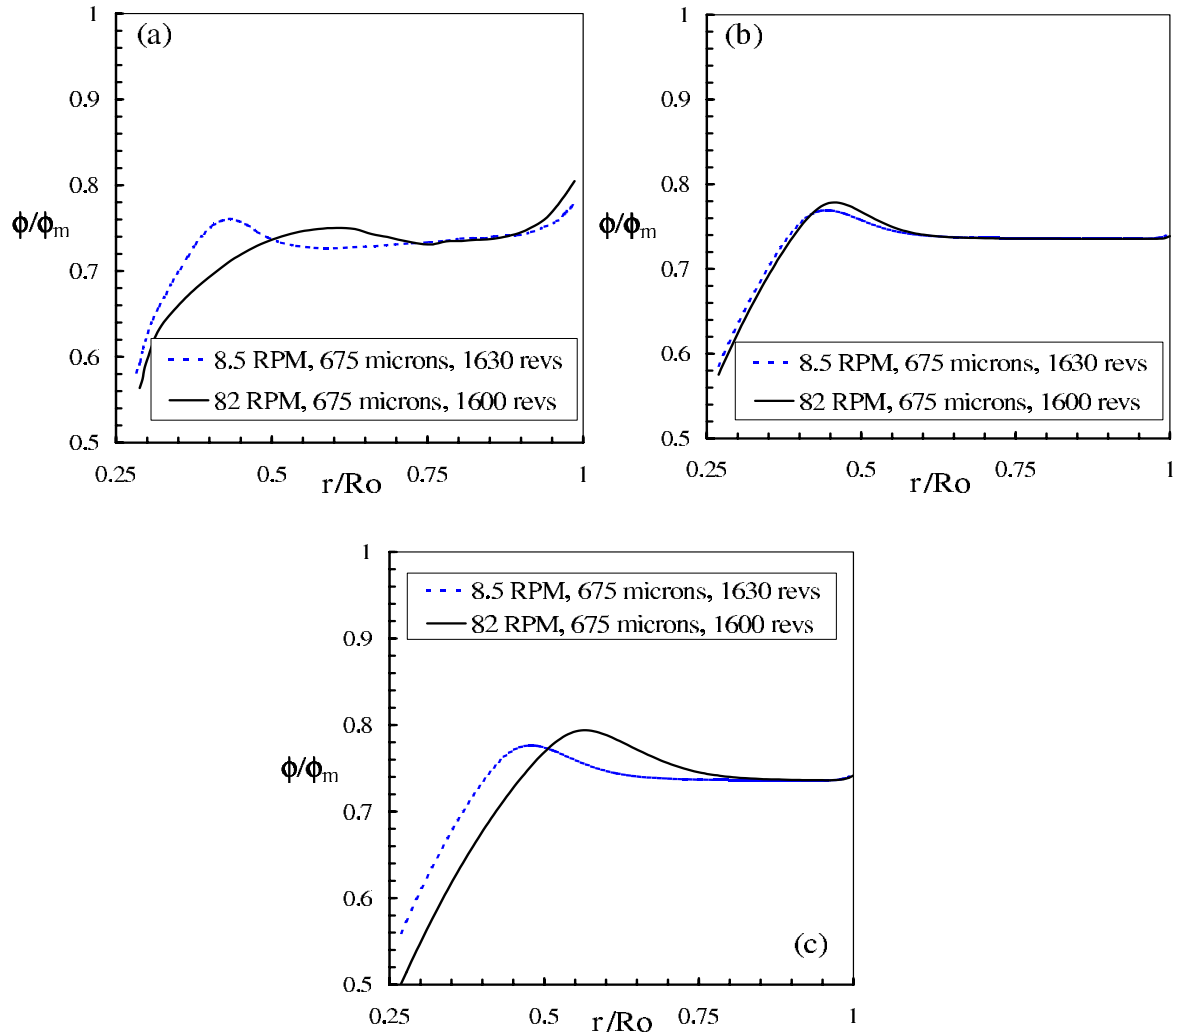 (a)
1
0.9
0.8
ϕ/ϕm
0.7
0.6
0.5
8.5 RPM, 675 microns, 1630 revs
82 RPM, 675 microns, 1600 revs
0.25 0.5 0.75 1
r/Ro
(b)
1
0.9
0.8
ϕ/ϕm
0.7
0.6
0.5
8.5 RPM, 675 microns, 1630 revs
82 RPM, 675 microns, 1600 revs
0.25 0.5 0.75 1
r/Ro
1
8.5 RPM, 675 microns, 1630 revs
82 RPM, 675 microns, 1600 revs
0.9
0.8
ϕ/ϕm
0.7
0.6
(c)
0.5
0.25 0.5 0.75 1
r/Ro